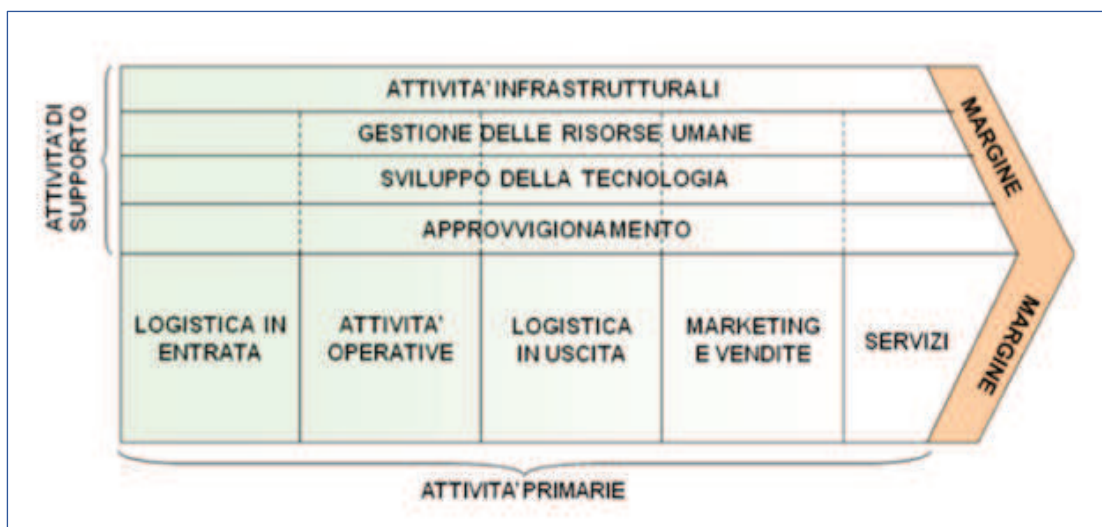 ATTIVITA' DI
SUPPORTO
ATTIVITA' INFRASTRUTTURALI
GESTIONE DELLE RISORSE UMANE
SVILUPPO DELLA TECNOLOGIA
APPROVVIGIONAMENTO
MARGINE
LOGISTICA IN
ENTRATA
ATTIVITA'
OPERATIVE
LOGISTICA
IN USCITA
MARKETING
E VENDITE
SERVIZI
MARGINE
ATTIVITA' PRIMARIE